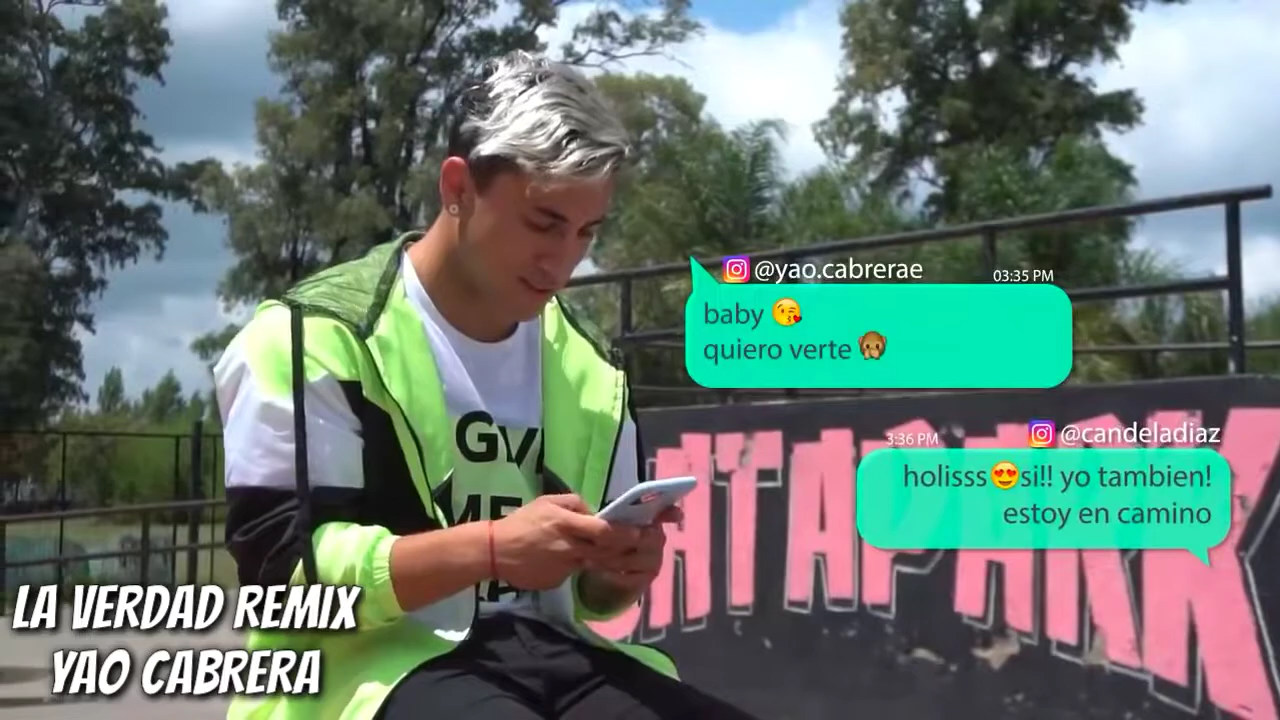 @yao.cabrerae 03:35 PM
baby 😘
quiero verte 🙊
3:36 PM @candeladiaz
holisss😍si!! yo tambien!
estoy en camino
LA VERDAD REMIX
YAO CABRERA